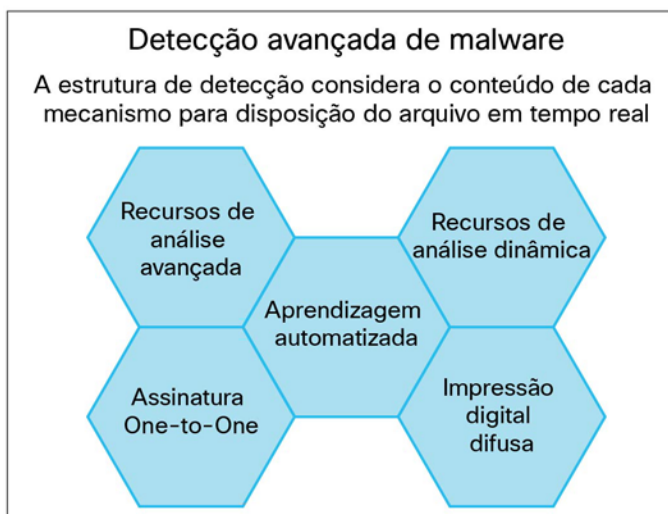 Detecção avançada de malware
A estrutura de detecção considera o conteúdo de cada
mecanismo para disposição do arquivo em tempo real
Recursos de
análise
avançada
Recursos de
análise dinâmica
Aprendizagem
automatizada
Assinatura
One-to-One
Impressão
digital
difusa